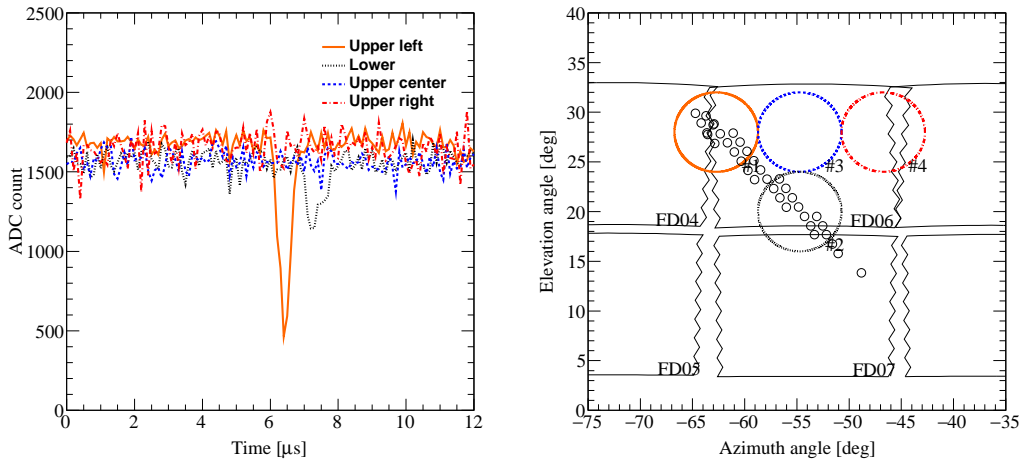 2500
2000
1500
1000
500
0
ADC count
Upper left
Lower
Upper center
Upper right
0 2 4 6 8 10 12
Time [μs]
40
35
30
25
20
15
10
5
0
Elevation angle [deg]
#1 #3 #4
FD04 FD06
#2
FD05 FD07
−75 −70 −65 −60 −55 −50 −45 −40 −35
Azimuth angle [deg]